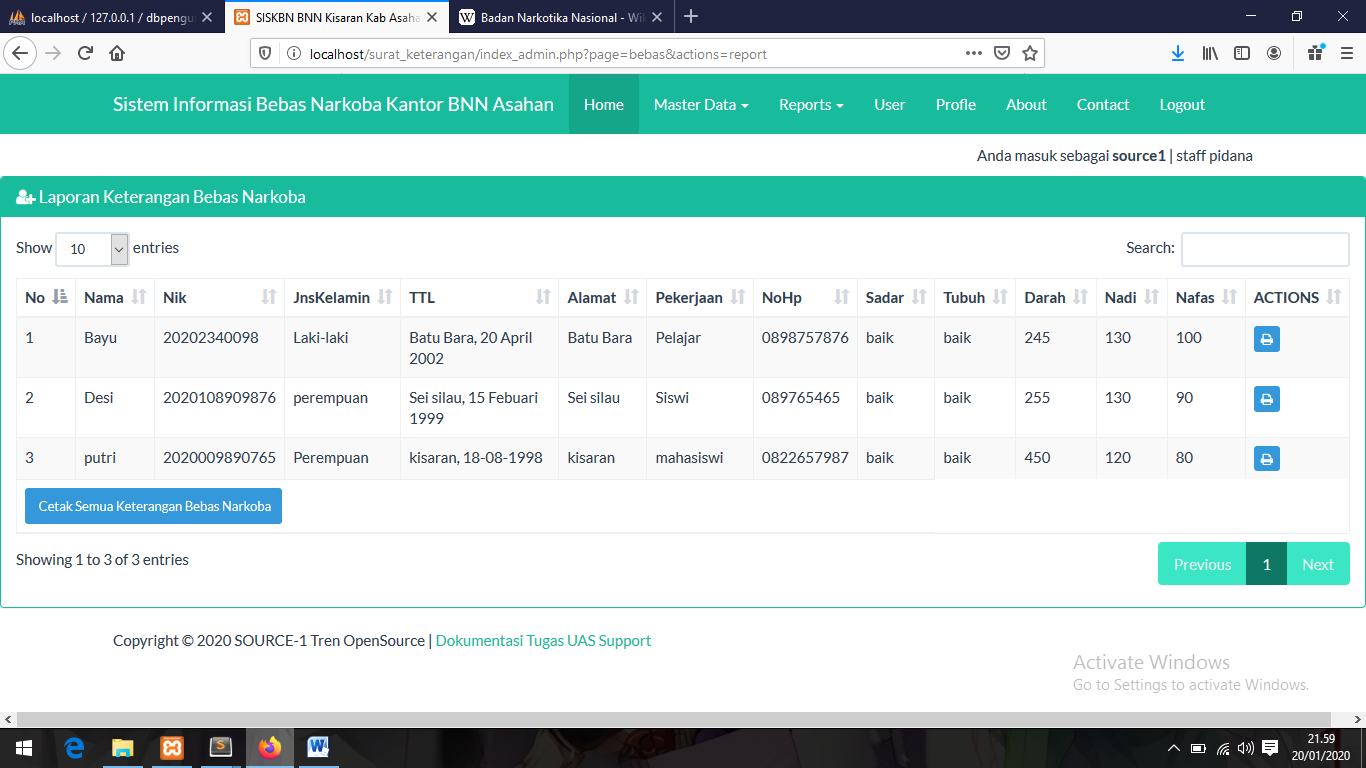 localhost / 127.0.0.1 / dbpengu
SISKBN BNN Kisaran Kab Asaha
Badan Narkotika Nasional - Wi
localhost/surat_keterangan/index_admin.php?page=bebas&actions=report
Sistem Informasi Bebas Narkoba Kantor BNN Asahan Home Master Data Reports User Profle About Contact Logout
Anda masuk sebagai source1 | staff pidana
Laporan Keterangan Bebas Narkoba
Show 10 entries Search:
No Nama Nik JnsKelamin TTL Alamat Pekerjaan NoHp Sadar Tubuh Darah Nadi Nafas ACTIONS
1 Bayu 20202340098 Laki-laki Batu Bara, 20 April Batu Bara Pelajar 0898757876 baik baik 245 130 100
2002
2 Desi 2020108909876 perempuan Sei silau, 15 Febuari Sei silau Siswi 089765465 baik baik 255 130 90
1999
3 putri 2020009890765 Perempuan kisaran, 18-08-1998 kisaran mahasiswi 0822657987 baik baik 450 120 80
Cetak Semua Keterangan Bebas Narkoba
Showing 1 to 3 of 3 entries Previous 1 Next
Copyright © 2020 SOURCE-1 Tren OpenSource | Dokumentasi Tugas UAS Support
Activate Windows
Go to Settings to activate Windows.
21.59
20/01/2020